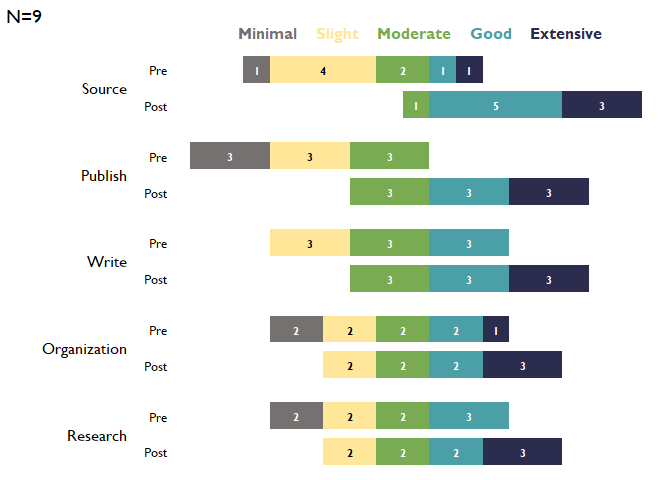 N=9
Minimal Slight Moderate Good Extensive
Source
Pre 1 4 2 1 1
Post 1 5 3
Publish
Pre 3 3 3
Post 3 3 3
Write
Pre 3 3 3
Post 3 3 3
Organization
Pre 2 2 2 2 1
Post 2 2 2 3
Research
Pre 2 2 2 3
Post 2 2 2 3